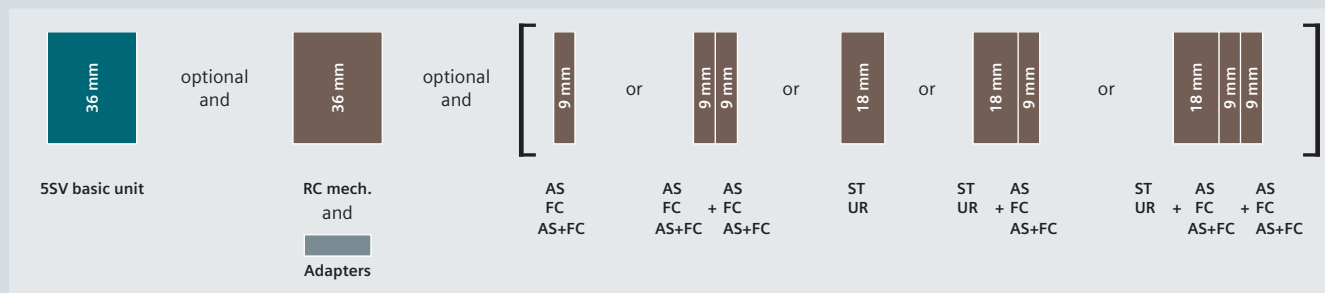 36 mm
optional
and
36 mm
optional
and
9 mm
or
9 mm
9 mm
or
18 mm
or
18 mm
9 mm
or
18 mm
9 mm
9 mm
5SV basic unit
RC mech.
and
Adapters
AS
FC
AS+FC
AS AS
FC + FC
AS+FC AS+FC
ST
UR
ST AS
UR + FC
AS+FC
ST AS AS
UR + FC + FC
AS+FC AS+FC